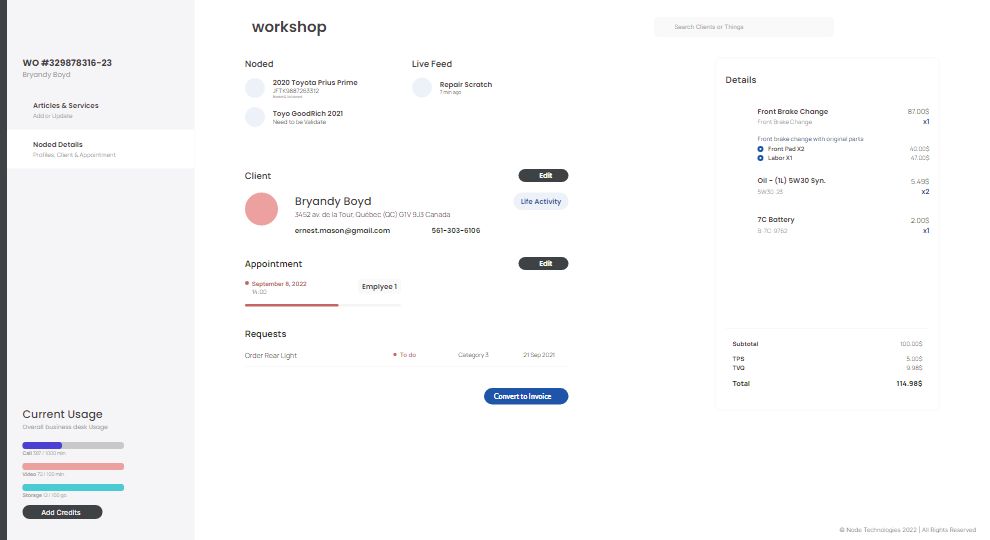 workshop
Search Clients or Things
WO #329878316-23
Bryandy Boyd
Articles & Services
Add or Update
Noded Details
Profiles: Client & Appointment
Current Usage
Overall business desk Usage
Call 597 / 1000 min
Video 73 / 100 min
Storage 12 / 100 go
Add Credits
Noded
2020 Toyota Prius Prime
JFTK9887263312
Toyo GoodRich 2021
Need to be Validate
Live Feed
Repair Scratch
7 min ago
Client
Edit
Bryandy Boyd
Life Activity
3452 av. de la Tour, Québec (QC) G1V 9J3 Canada
ernest.mason@gmail.com 561-303-6106
Appointment
Edit
September 8, 2022
14:00
Emplyee 1
Requests
Order Rear Light To do Category 3 21 Sep 2021
Convert to Invoice
Details
Front Brake Change 87.00$
Front Brake Change x1
Front brake change with original parts
Front Pad X2 40.00$
Labor X1 47.00$
Oil - (1L) 5W30 Syn. 5.49$
5W30 .23 x2
7C Battery 2.00$
B 7C. 9763 x1
Subtotal 100.00$
TPS 5.00$
TVQ 9.98$
Total 114.98$
© Node Technologies 2022 | All Rights Reserved